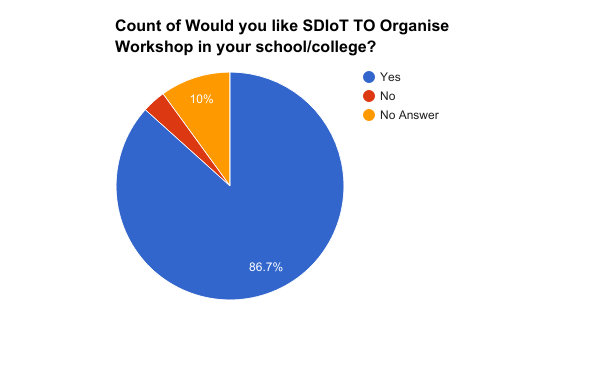 Count of Would you like SDIoT TO Organise
Workshop in your school/college?
Yes
No
No Answer
10%
86.7%